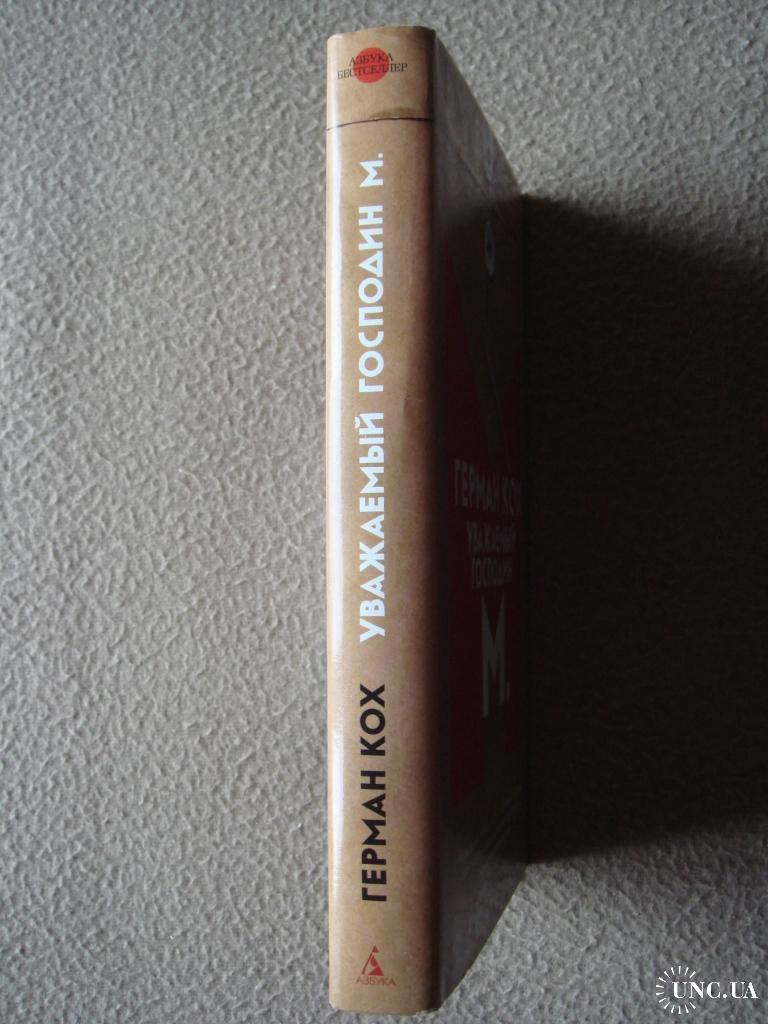 АЗБУКА
БЕСТСЕЛЛЕР
ГЕРМАН КОХ УВАЖАЕМЫЙ ГОСПОДИН М.
АЗБУКА
ГЕРМАН КОХ
УВАЖАЕМЫЙ
ГОСПОДИН
М.
UNC.UA